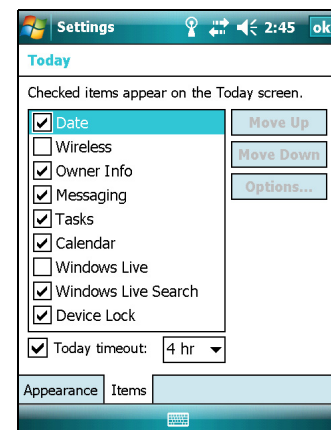 Settings 2:45 ok
Today
Checked items appear on the Today screen.
Date
Move Up
Wireless
Move Down
Owner Info
Options...
Messaging
Tasks
Calendar
Windows Live
Windows Live Search
Device Lock
Today timeout: 4 hr
Appearance Items